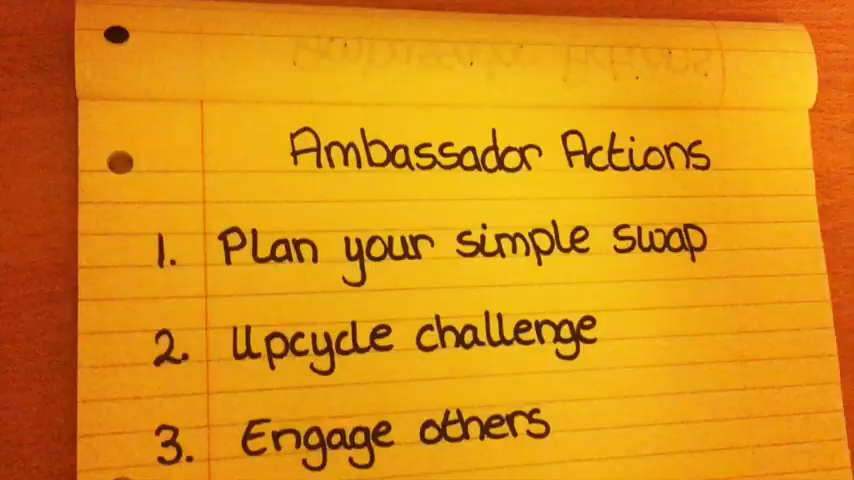 Ambassador Actions
1. Plan your simple swap
2. Upcycle challenge
3. Engage others